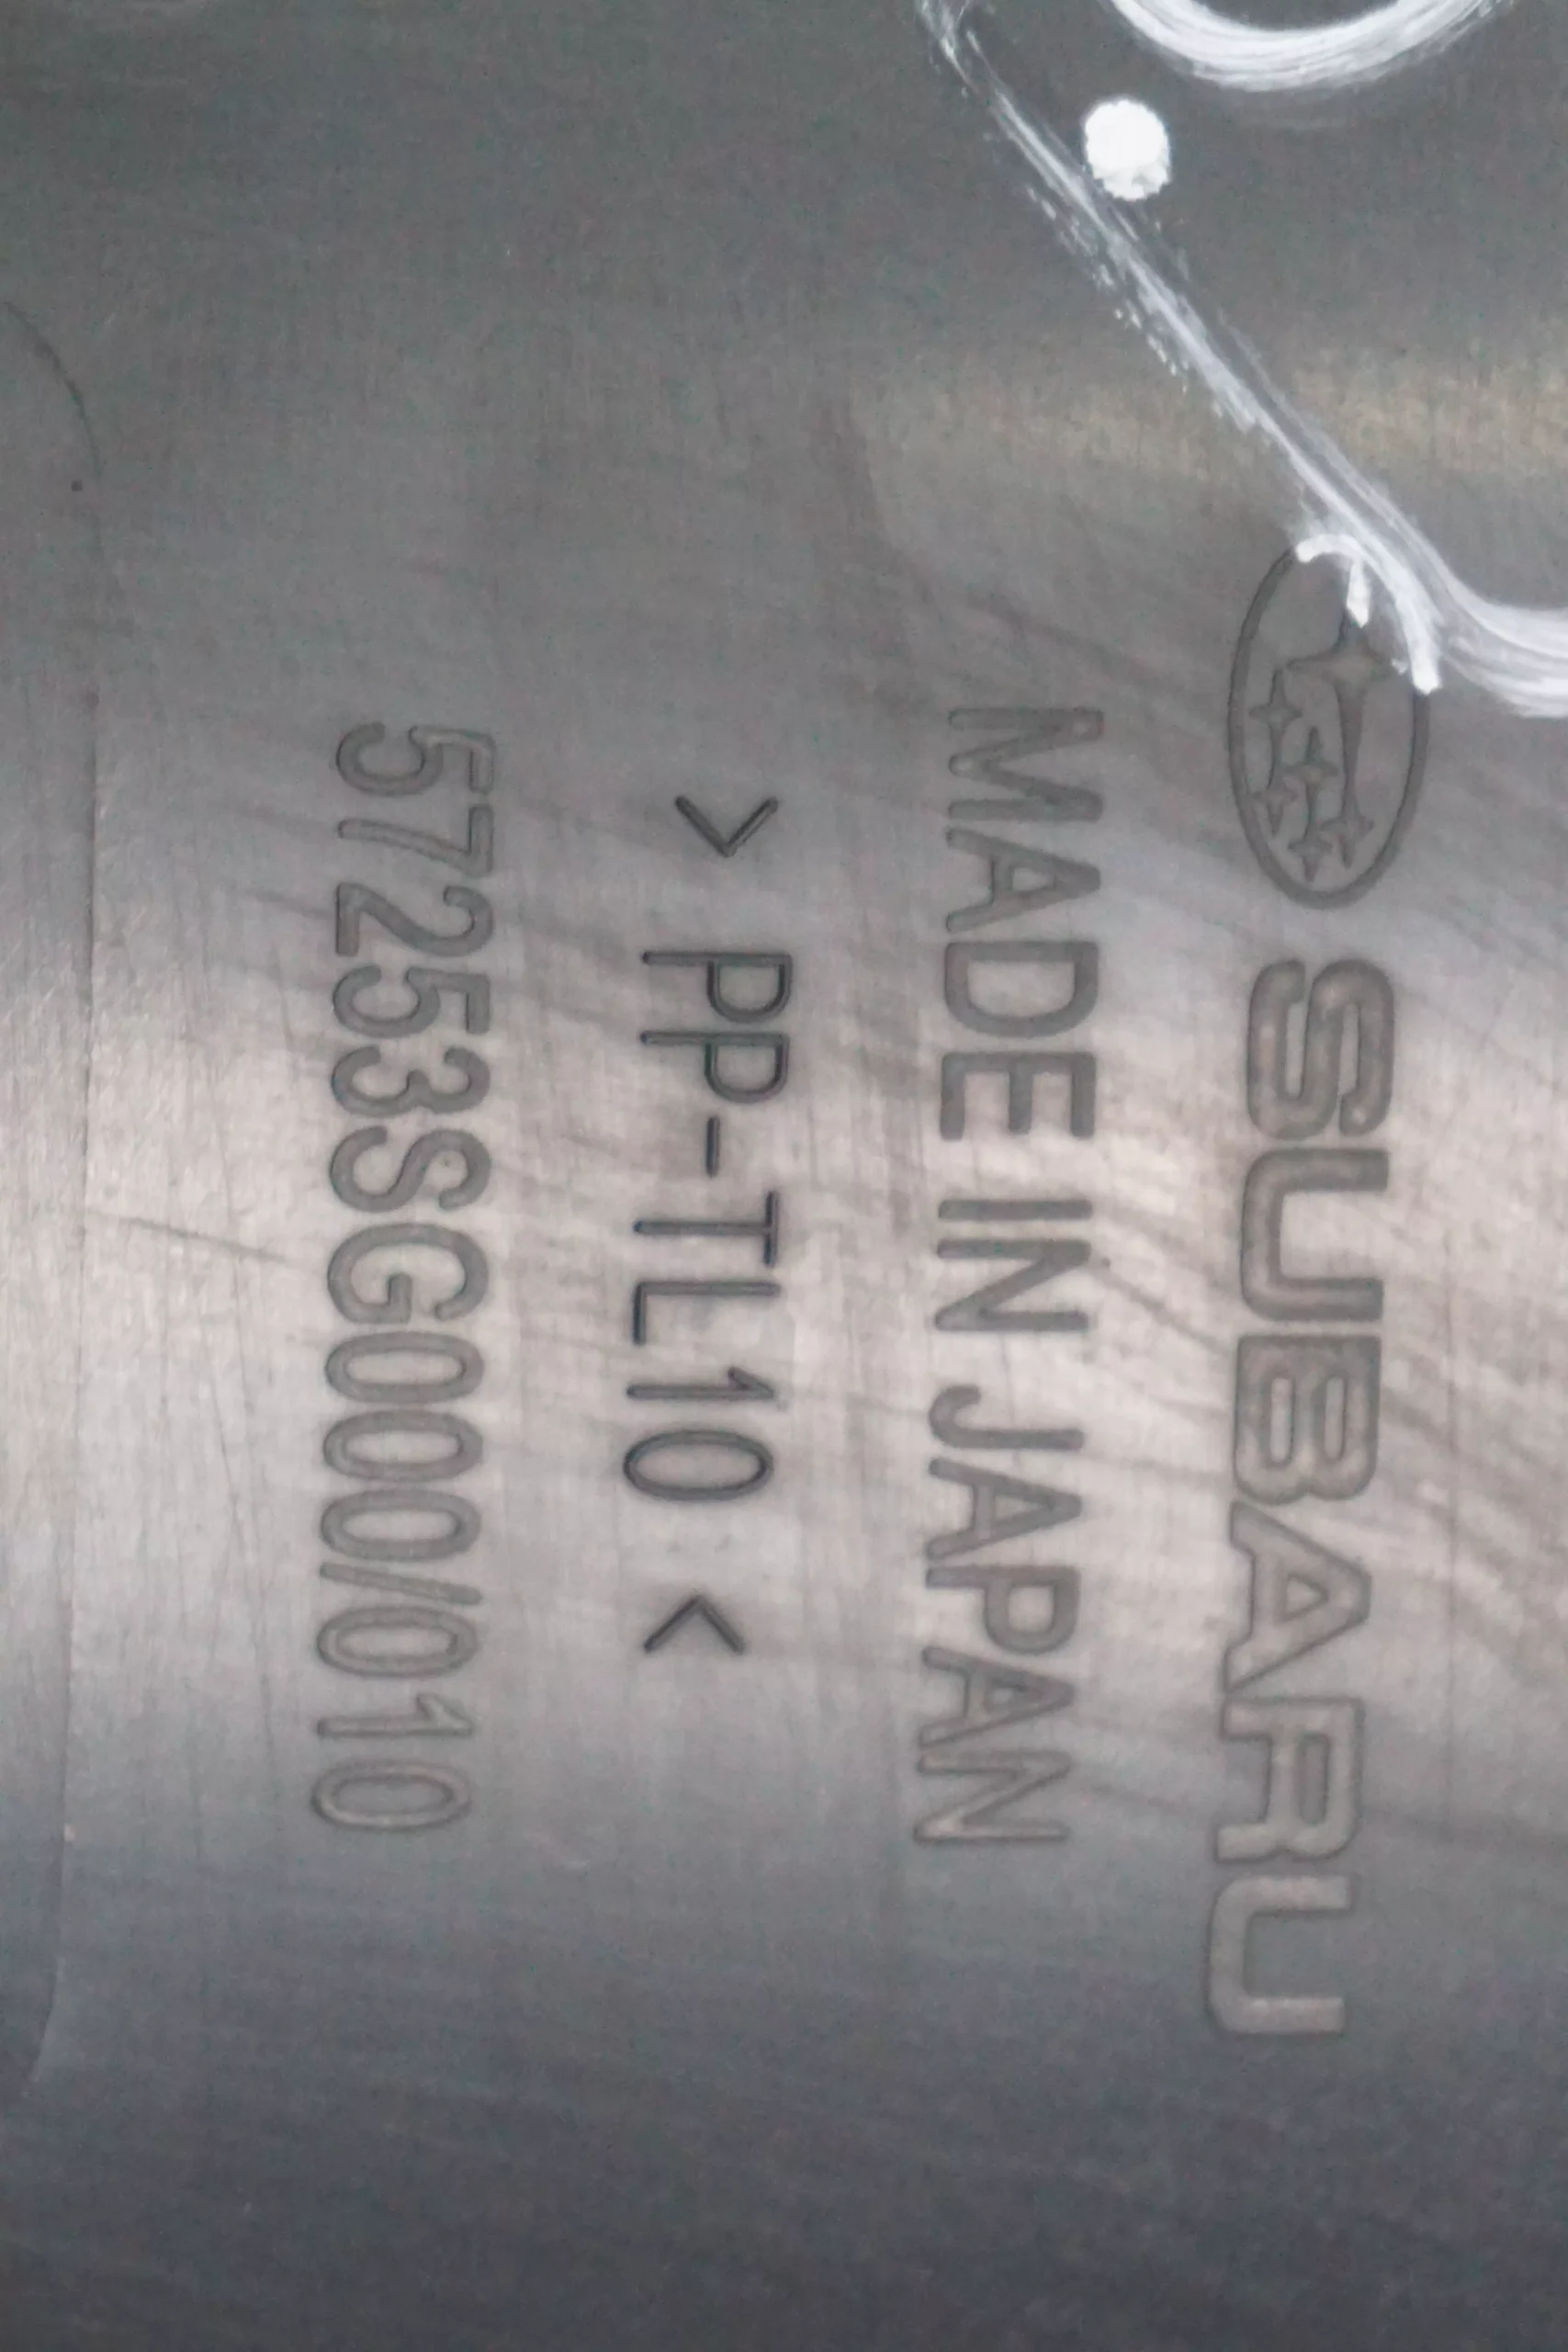 SUBARU
MADE IN JAPAN
> PP-TL10 <
57253SG000/010